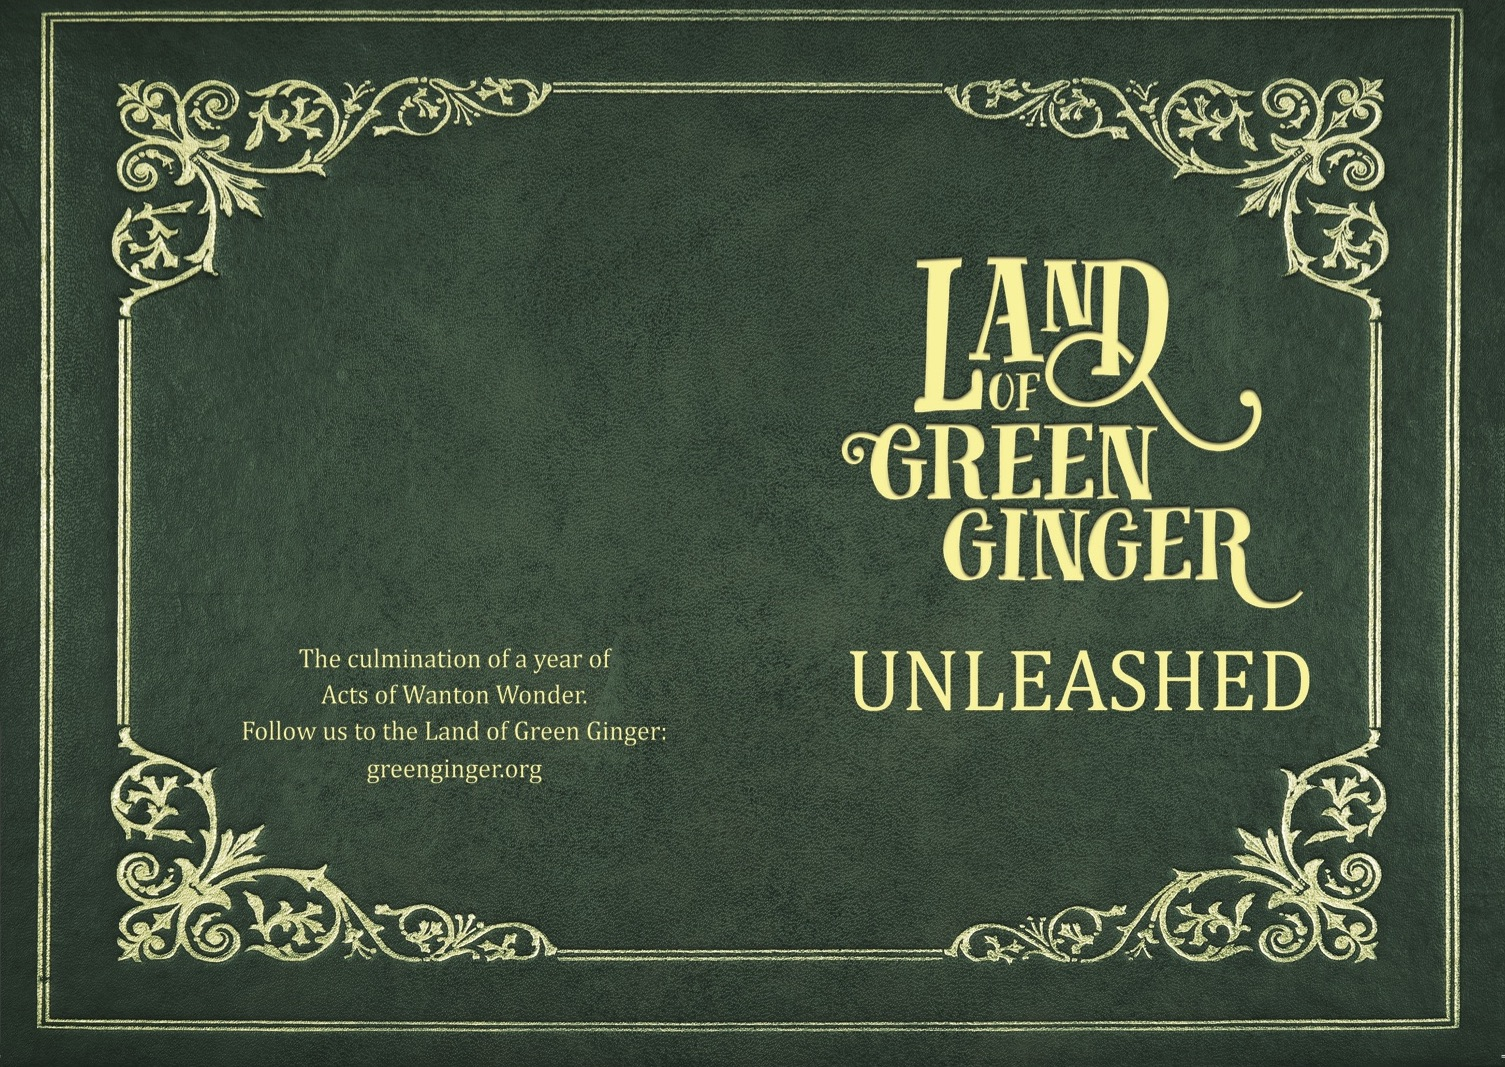 LAND
OF
GREEN
GINGER
UNLEASHED
The culmination of a year of
Acts of Wanton Wonder.
Follow us to the Land of Green Ginger:
greenginger.org